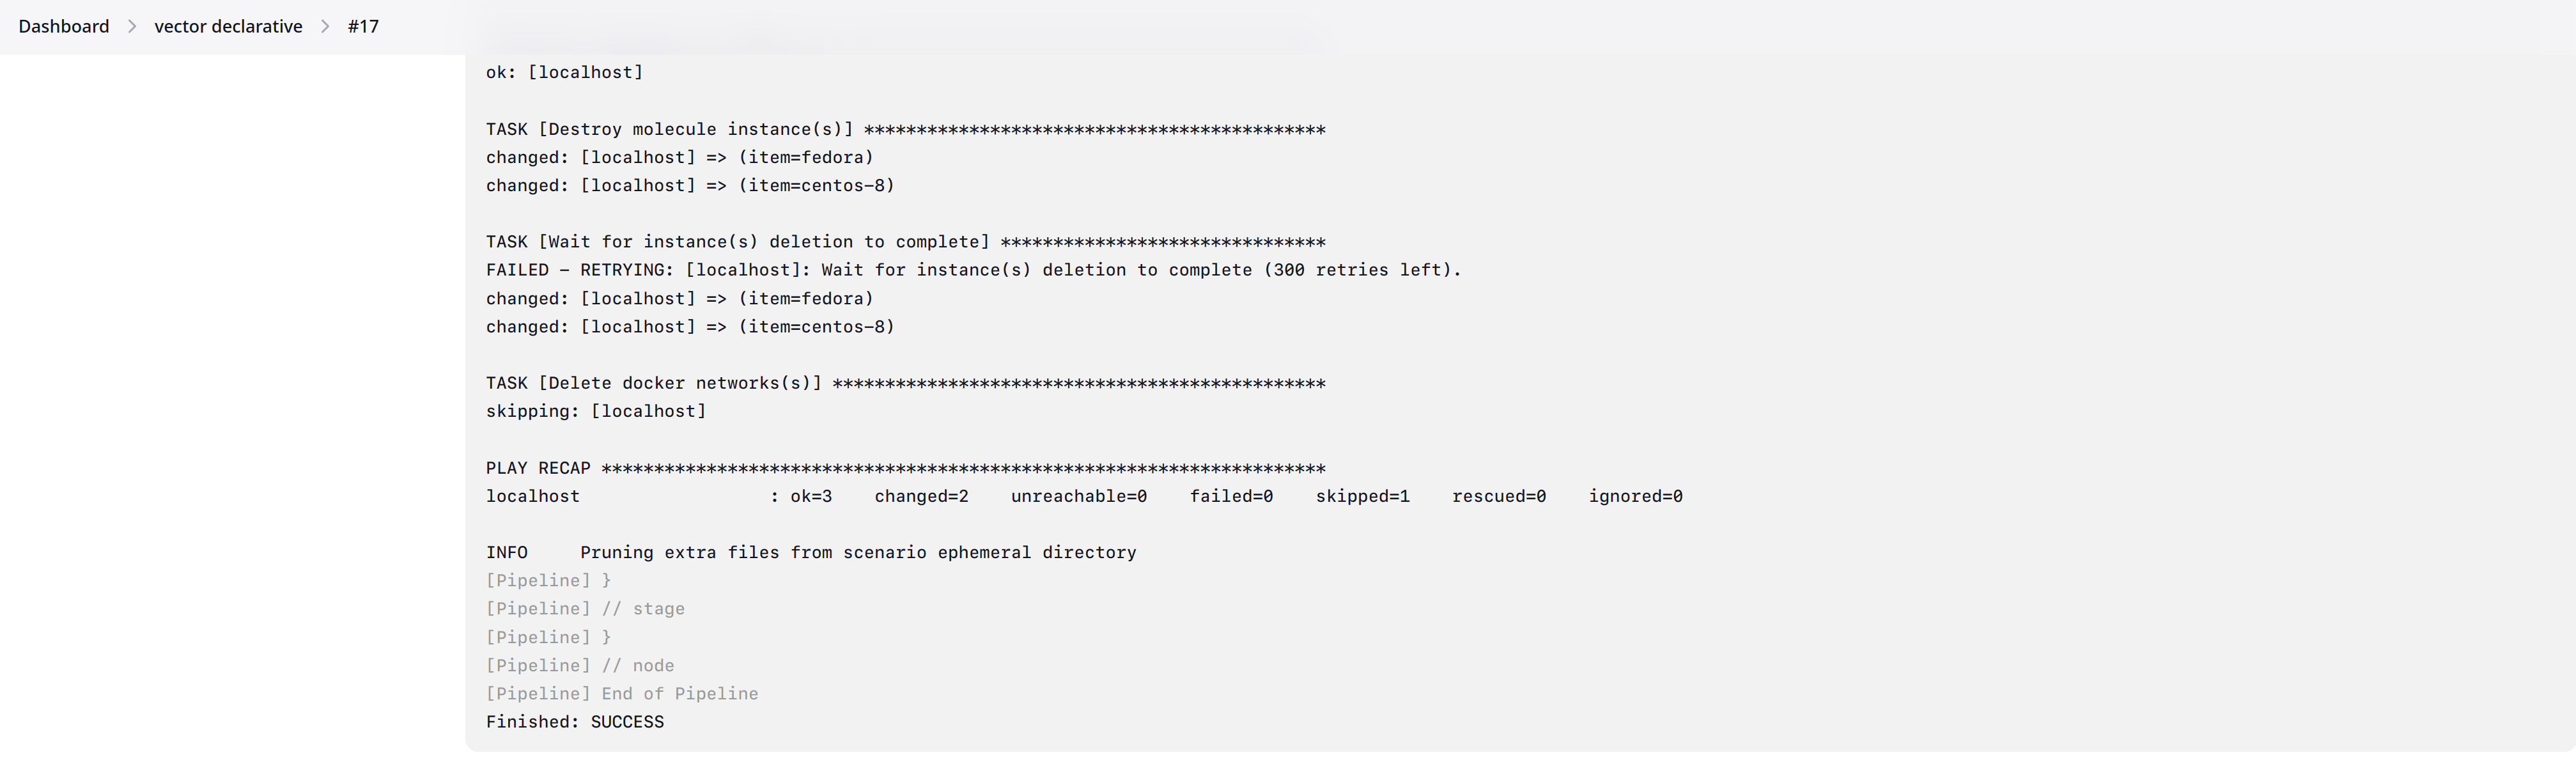 Dashboard > vector declarative > #17
ok: [localhost]
TASK [Destroy molecule instance(s)] ********************************************
changed: [localhost] => (item=fedora)
changed: [localhost] => (item=centos-8)
TASK [Wait for instance(s) deletion to complete] *******************************
FAILED - RETRYING: [localhost]: Wait for instance(s) deletion to complete (300 retries left).
changed: [localhost] => (item=fedora)
changed: [localhost] => (item=centos-8)
TASK [Delete docker networks(s)] ***********************************************
skipping: [localhost]
PLAY RECAP *********************************************************************
localhost                  : ok=3    changed=2    unreachable=0    failed=0    skipped=1    rescued=0    ignored=0
INFO     Pruning extra files from scenario ephemeral directory
[Pipeline] }
[Pipeline] // stage
[Pipeline] }
[Pipeline] // node
[Pipeline] End of Pipeline
Finished: SUCCESS